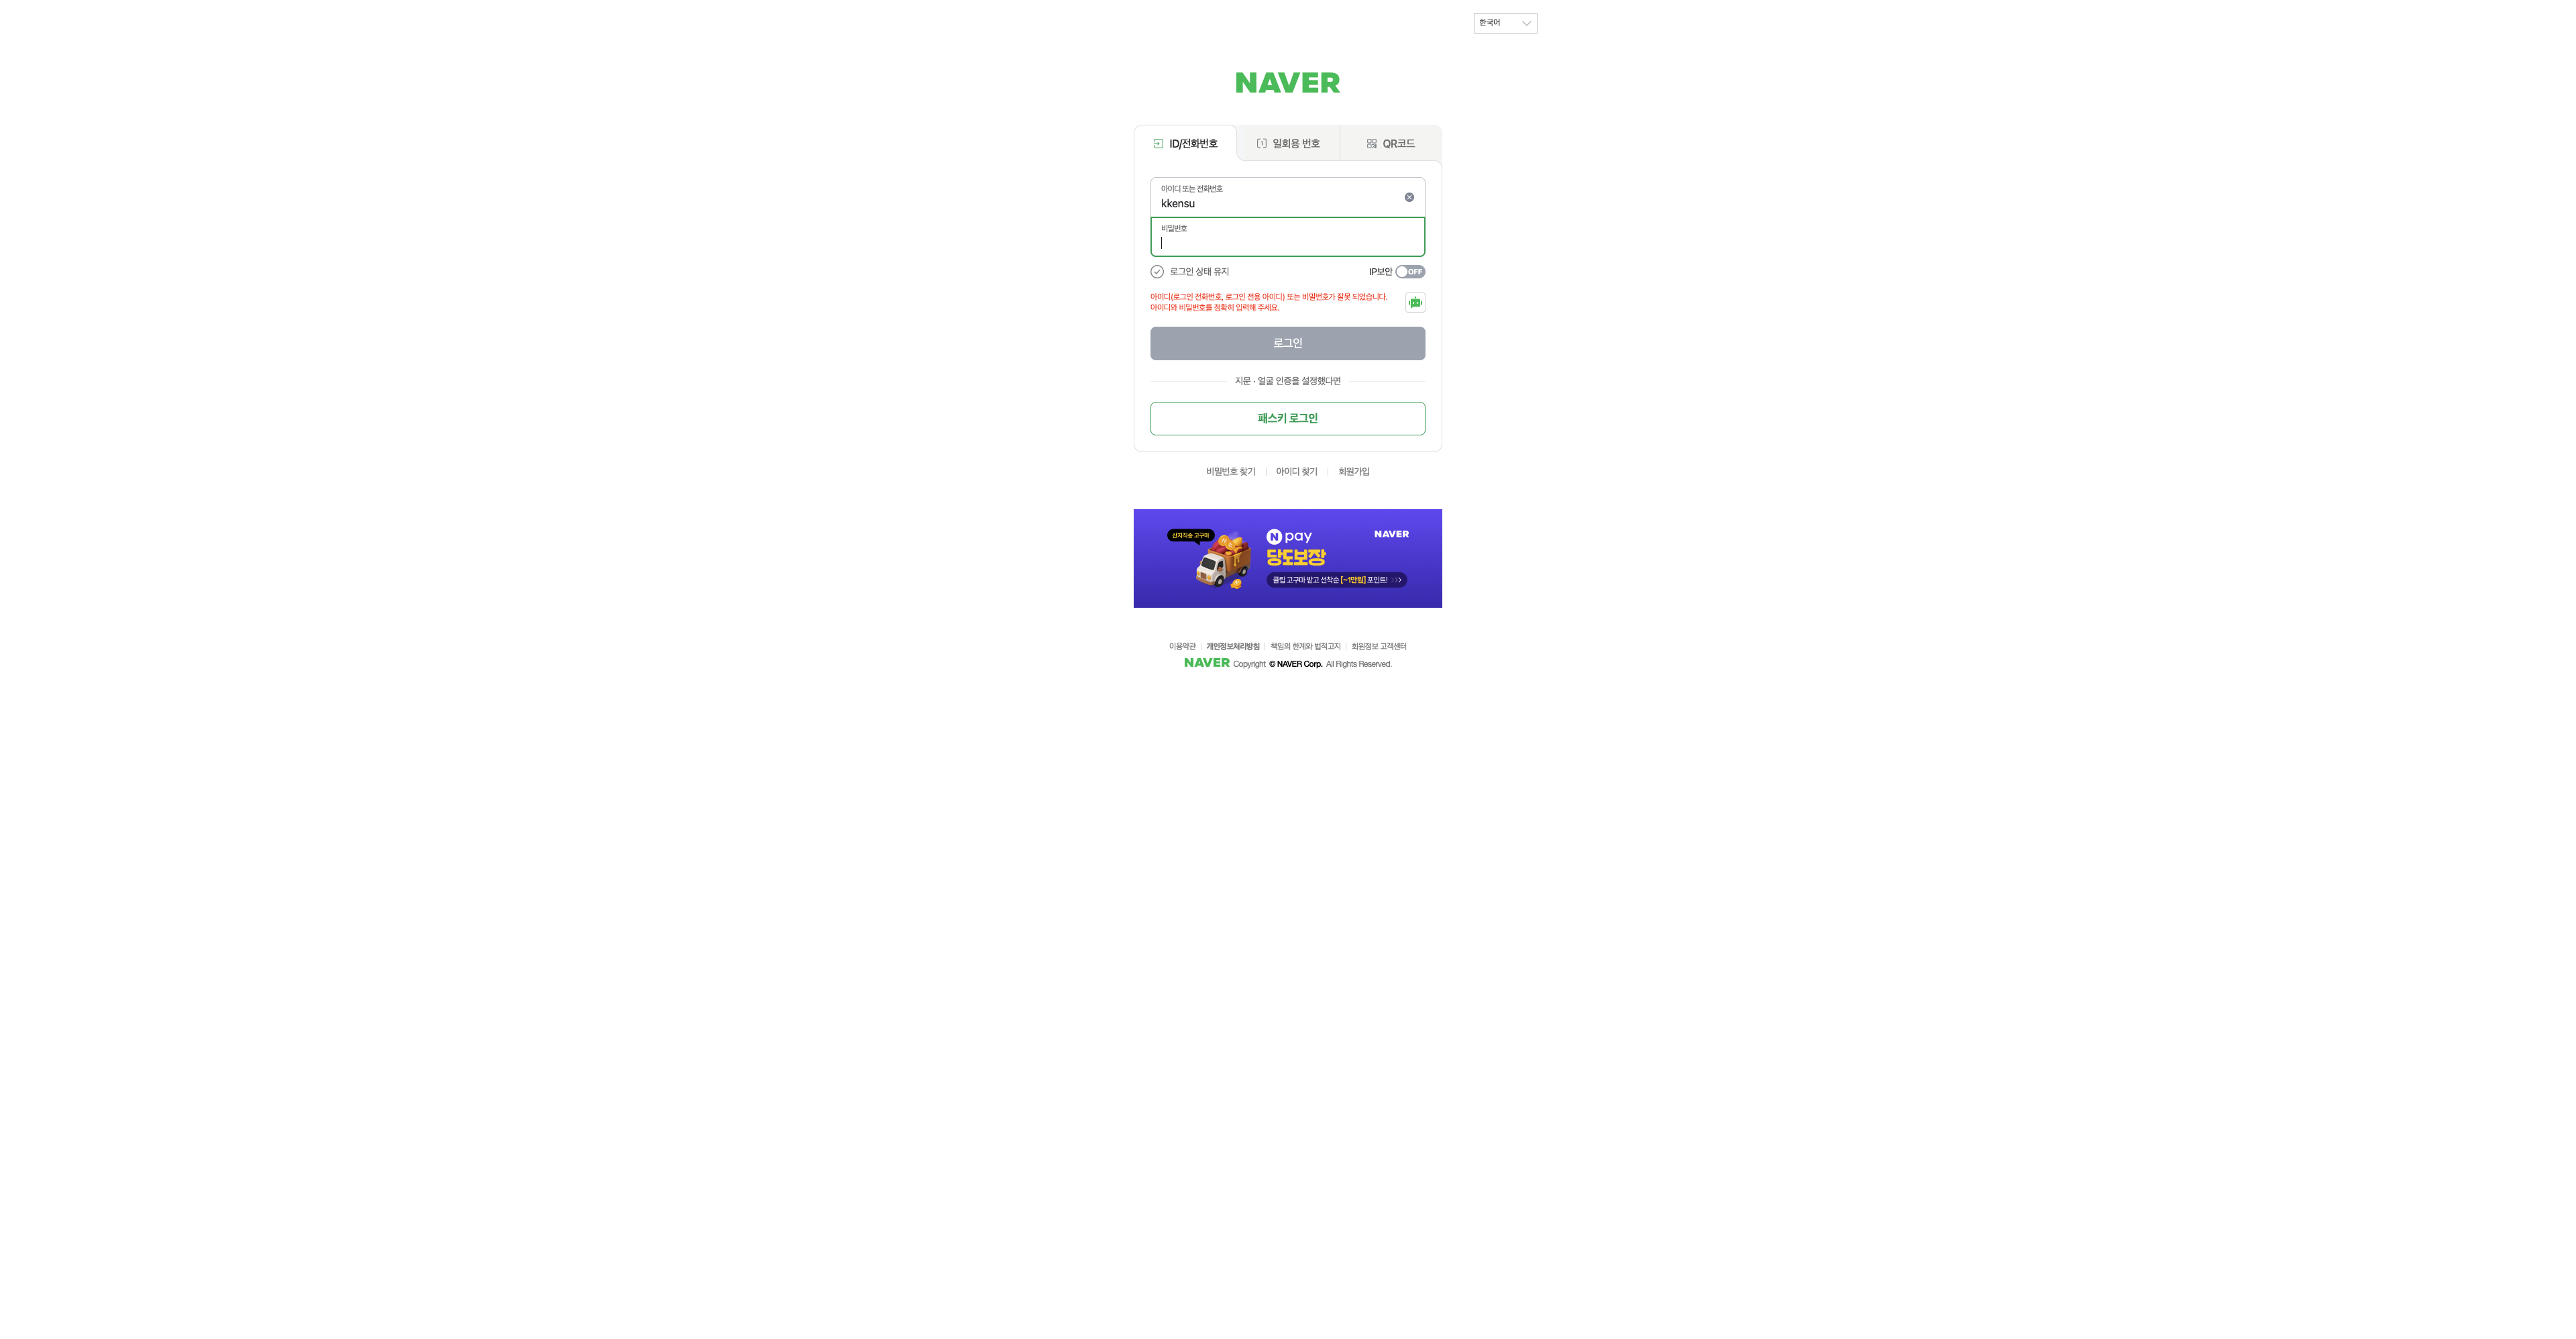 한국어
NAVER
ID/전화번호
일회용 번호
QR코드
아이디 또는 전화번호
kkensu
비밀번호
로그인 상태 유지
IP보안 OFF
아이디(로그인 전화번호, 로그인 전용 아이디) 또는 비밀번호가 잘못 되었습니다.
아이디와 비밀번호를 정확히 입력해 주세요.
로그인
지문 · 얼굴 인증을 설정했다면
패스키 로그인
비밀번호 찾기 | 아이디 찾기 | 회원가입
산지직송 고구마
N pay
NAVER
당도보장
클립 고구마 받고 선착순 [~1만원] 포인트! >>>
이용약관 | 개인정보처리방침 | 책임의 한계와 법적고지 | 회원정보 고객센터
NAVER Copyright © NAVER Corp. All Rights Reserved.